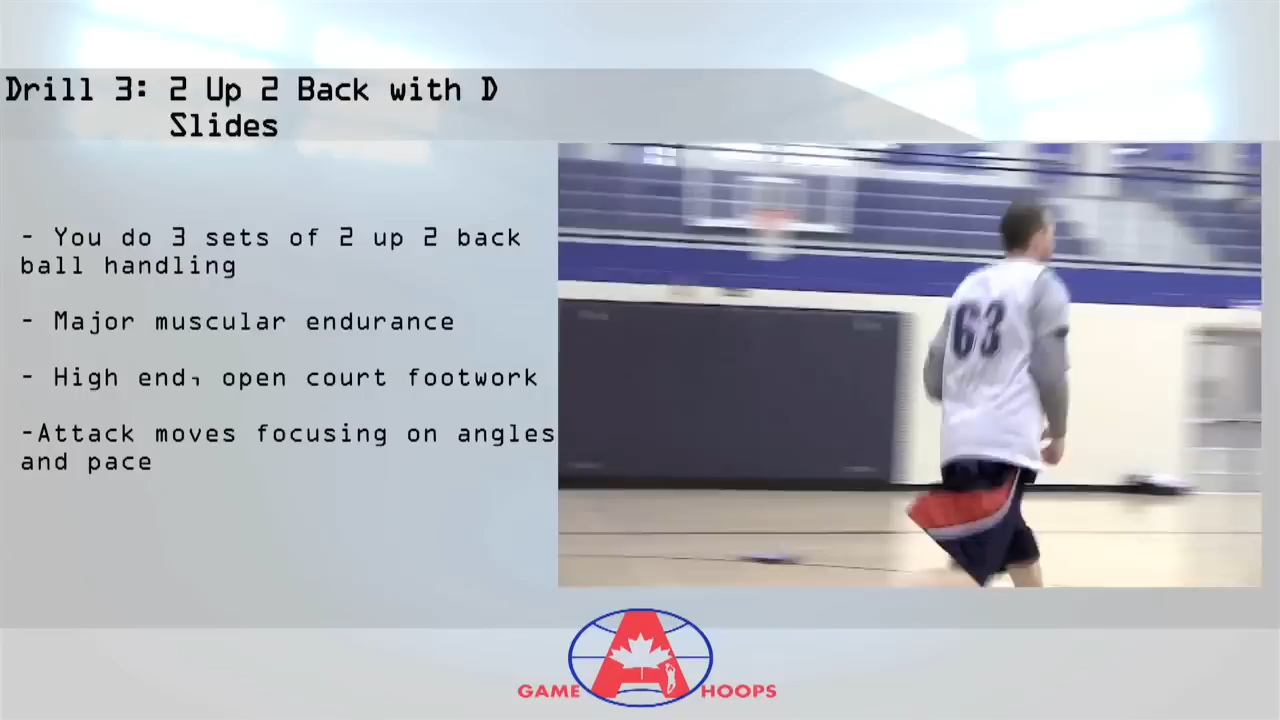 Drill 3: 2 Up 2 Back with D
Slides
- You do 3 sets of 2 up 2 back
ball handling
- Major muscular endurance
- High end, open court footwork
-Attack moves focusing on angles
and pace
63
GAME A HOOPS